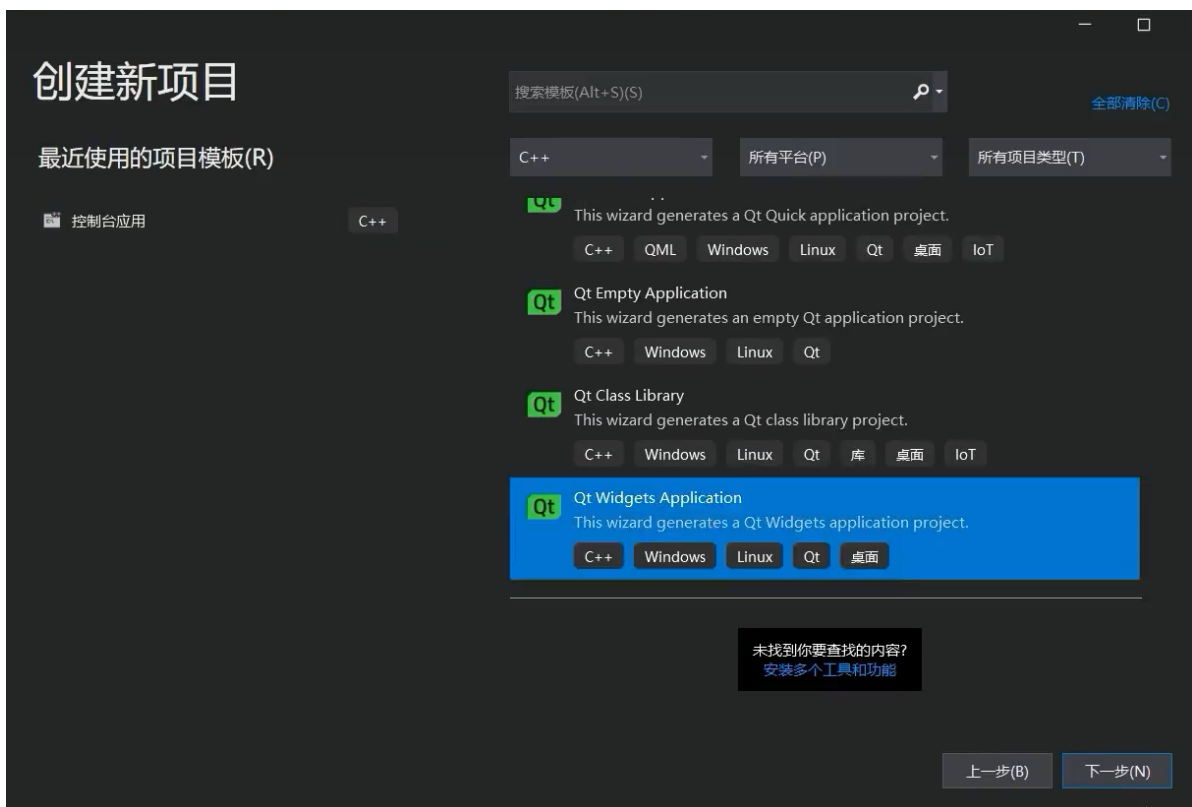 创建新项目
搜索模板(Alt+S)(S)
全部清除(C)
最近使用的项目模板(R)
C++
所有平台(P)
所有项目类型(T)
控制台应用
C++
This wizard generates a Qt Quick application project.
C++ QML Windows Linux Qt 桌面 IoT
Qt Empty Application
This wizard generates an empty Qt application project.
C++ Windows Linux Qt
Qt Class Library
This wizard generates a Qt class library project.
C++ Windows Linux Qt 库 桌面 IoT
Qt Widgets Application
This wizard generates a Qt Widgets application project.
C++ Windows Linux Qt 桌面
未找到你要查找的内容?
安装多个工具和功能
上一步(B)
下一步(N)